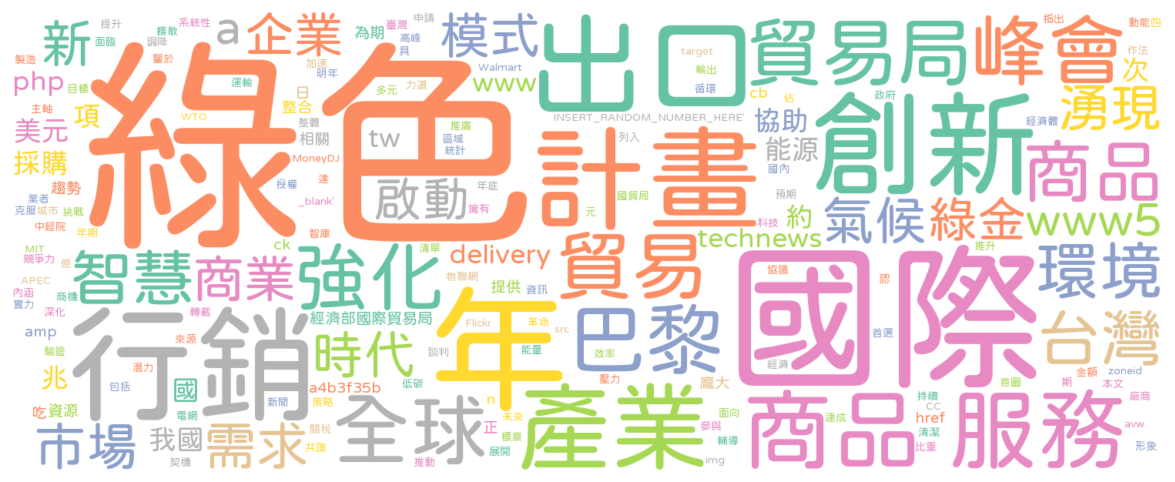 綠色
國際
出口
計畫
創新
年
行銷
產業
服務
商品
全球
巴黎
貿易
貿易局
峰會
湧現
商品
www5
綠金
氣候
環境
台灣
能源
協助
約
technews
強化
智慧
商業
時代
市場
需求
我國
啟動
tw
delivery
新
a
企業
為期
模式
www
php
項
美元
採購
整合
相關
次
兆
資源
吃
國
經濟部國際貿易局
a4b3f35b
提供
資訊
龐大
正
n
href
amp
ck
cb
趨勢
面臨
提升
系統性
擴散
調降
臺灣
申請
高峰
具
製造
鑒於
目標
運輸
加速
明年
力道
多元
日
主軸
WTO
整體
MoneyDJ
推廣
區域
統計
Walmart
target
輸出
循環
INSERT_RANDOM_NUMBER_HERE'
佔
政府
指出
動能
四
作法
經濟體
列入
國內
國貿局
元
預期
科技
業者
克服
城市
挑戰
中經院
年期
授權
達
_blank'
年底
擁有
智庫
MIT
競爭力
億
APEC
內涵
實力
商機
深化
轉載
清單
物聯網
推升
協議
認
Flickr
革命
src
能量
談判
效率
來源
潛力
包括
驗證
低碳
壓力
電網
新聞
策略
關稅
共識
契機
推動
未來
標章
展開
面向
參與
輔導
img
達成
經濟
首選
首圖
期
金額
本文
zoneid
廠商
持續
CC
清潔
比重
avw
形象